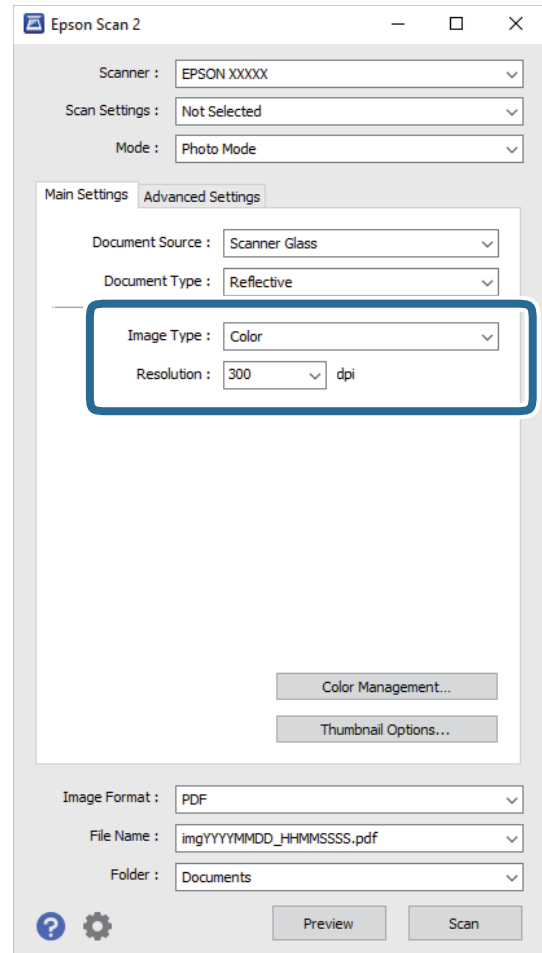 Epson Scan 2
Scanner : EPSON XXXXX
Scan Settings : Not Selected
Mode : Photo Mode
Main Settings Advanced Settings
Document Source : Scanner Glass
Document Type : Reflective
Image Type : Color
Resolution : 300 dpi
Color Management...
Thumbnail Options...
Image Format : PDF
File Name : imgYYYYMMDD_HHMMSSSS.pdf
Folder : Documents
? Preview Scan